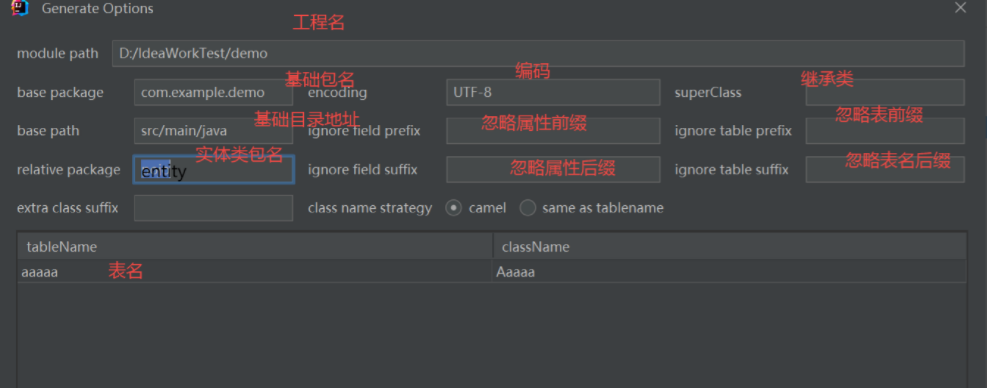 Generate Options
工程名
module path D:/IdeaWorkTest/demo
基础包名 编码 继承类
base package com.example.demo encoding UTF-8 superClass
基础目录地址 忽略属性前缀 忽略表前缀
base path src/main/java ignore field prefix ignore table prefix
实体类包名 忽略属性后缀 忽略表名后缀
relative package entity ignore field suffix ignore table suffix
extra class suffix class name strategy camel same as tablename
tableName className
aaaaa 表名 Aaaaa